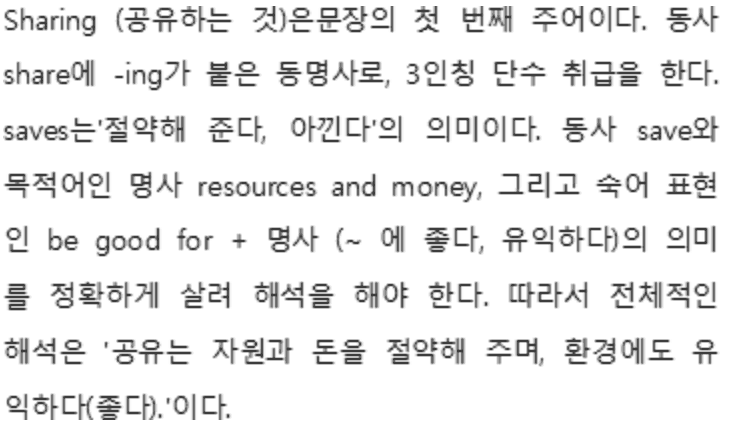 Sharing (공유하는 것)은문장의 첫 번째 주어이다. 동사
share에 -ing가 붙은 동명사로, 3인칭 단수 취급을 한다.
saves는'절약해 준다, 아낀다'의 의미이다. 동사 save와
목적어인 명사 resources and money, 그리고 숙어 표현
인 be good for + 명사 (~ 에 좋다, 유익하다)의 의미
를 정확하게 살려 해석을 해야 한다. 따라서 전체적인
해석은 '공유는 자원과 돈을 절약해 주며, 환경에도 유
익하다(좋다).'이다.